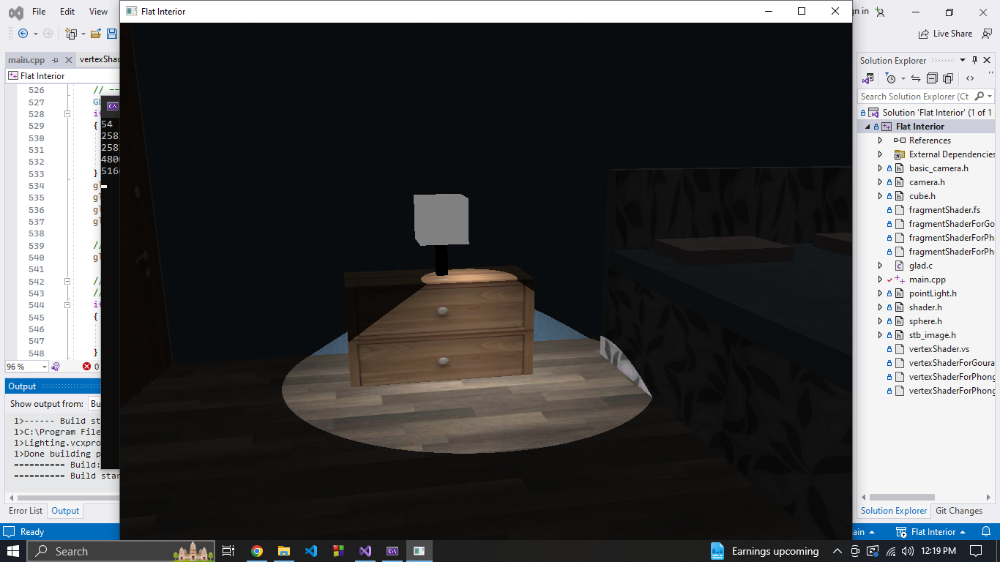 File Edit View
Flat Interior
gn in
Live Share
main.cpp
vertexShad
Flat Interior
526 // --
527 GL
528 i
529 {
530
531
532
533 }
534 gl
535 gl
536 gl
537 gl
538
539 //
540 gl
541
542 //
543 //
544 i
545 {
546
547
548 }
54
258
258
480
516
96 %
0
Output
Show output from: Bu
1>------ Build st
1>C:\Program File
1>Lighting.vcxpro
1>Done building p
========== Build:
========== Build star
Error List Output
Ready
Solution Explorer
Search Solution Explorer (Ct
Solution 'Flat Interior' (1 of 1
Flat Interior
References
External Dependencies
basic_camera.h
camera.h
cube.h
fragmentShader.fs
fragmentShaderForGo
fragmentShaderForPh
fragmentShaderForPh
glad.c
main.cpp
pointLight.h
shader.h
sphere.h
stb_image.h
vertexShader.vs
vertexShaderForGoura
vertexShaderForPhong
vertexShaderForPhong
Solution Explorer Git Changes
ain Flat Interior
Search
Earnings upcoming
12:19 PM